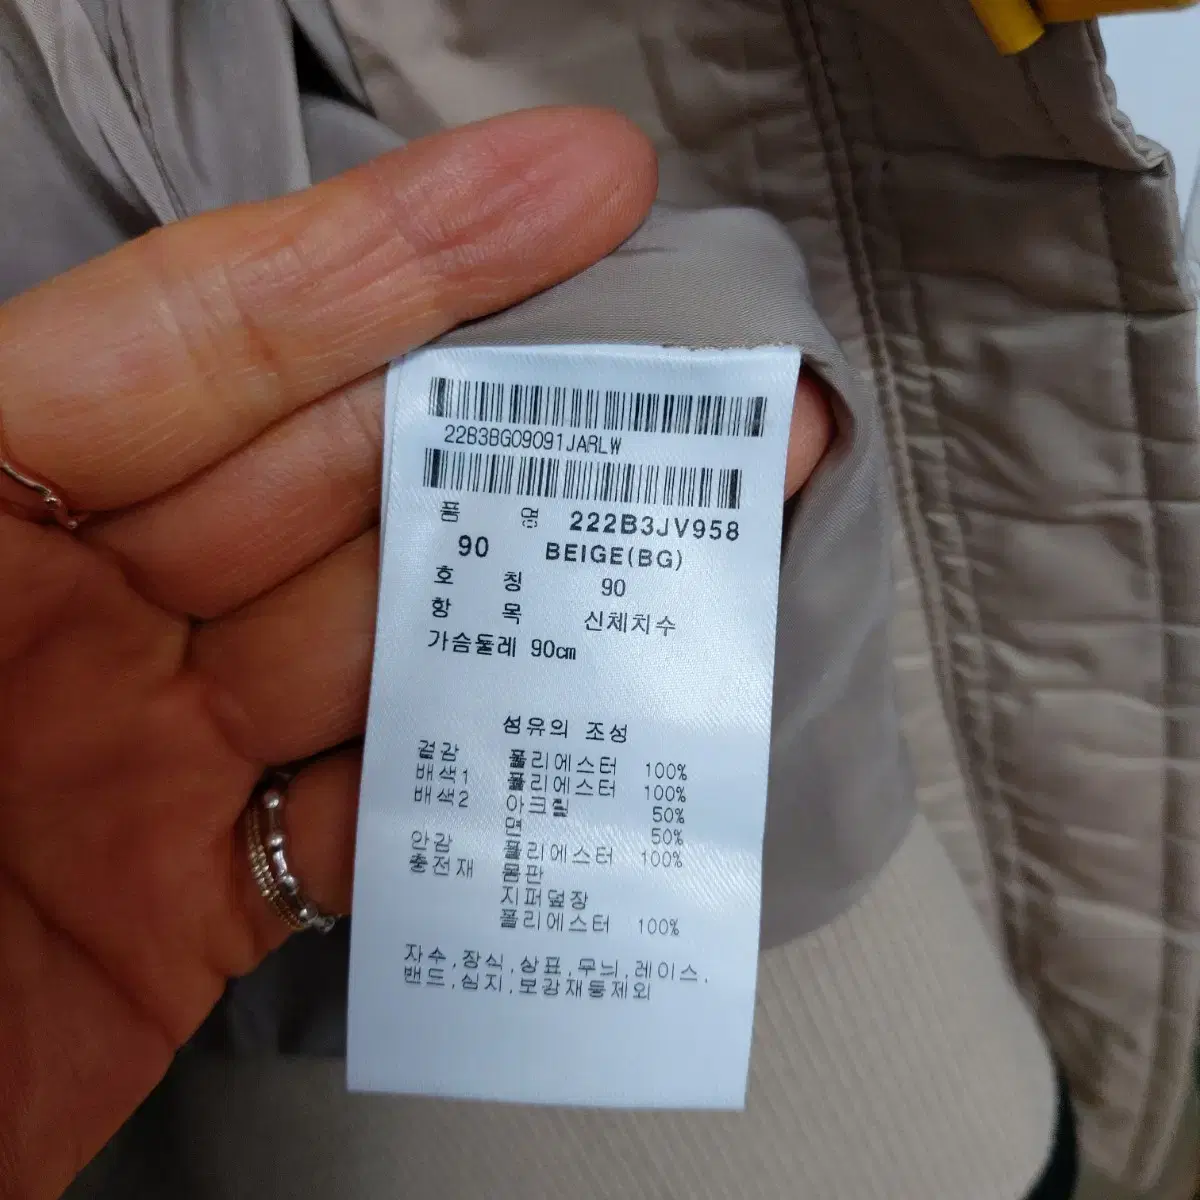 22B3BG09091JARLW
품 명 222B3JV958
90 BEIGE(BG)
호 칭 90
항 목 신체치수
가슴둘레 90cm
섬유의 조성
겉감 폴리에스터 100%
배색1 폴리에스터 100%
배색2 아크릴 50%
면 50%
안감 폴리에스터 100%
충전재 몸판
지퍼덮장
폴리에스터 100%
자수,장식,상표,무늬,레이스,
밴드,심지,보강재등제외